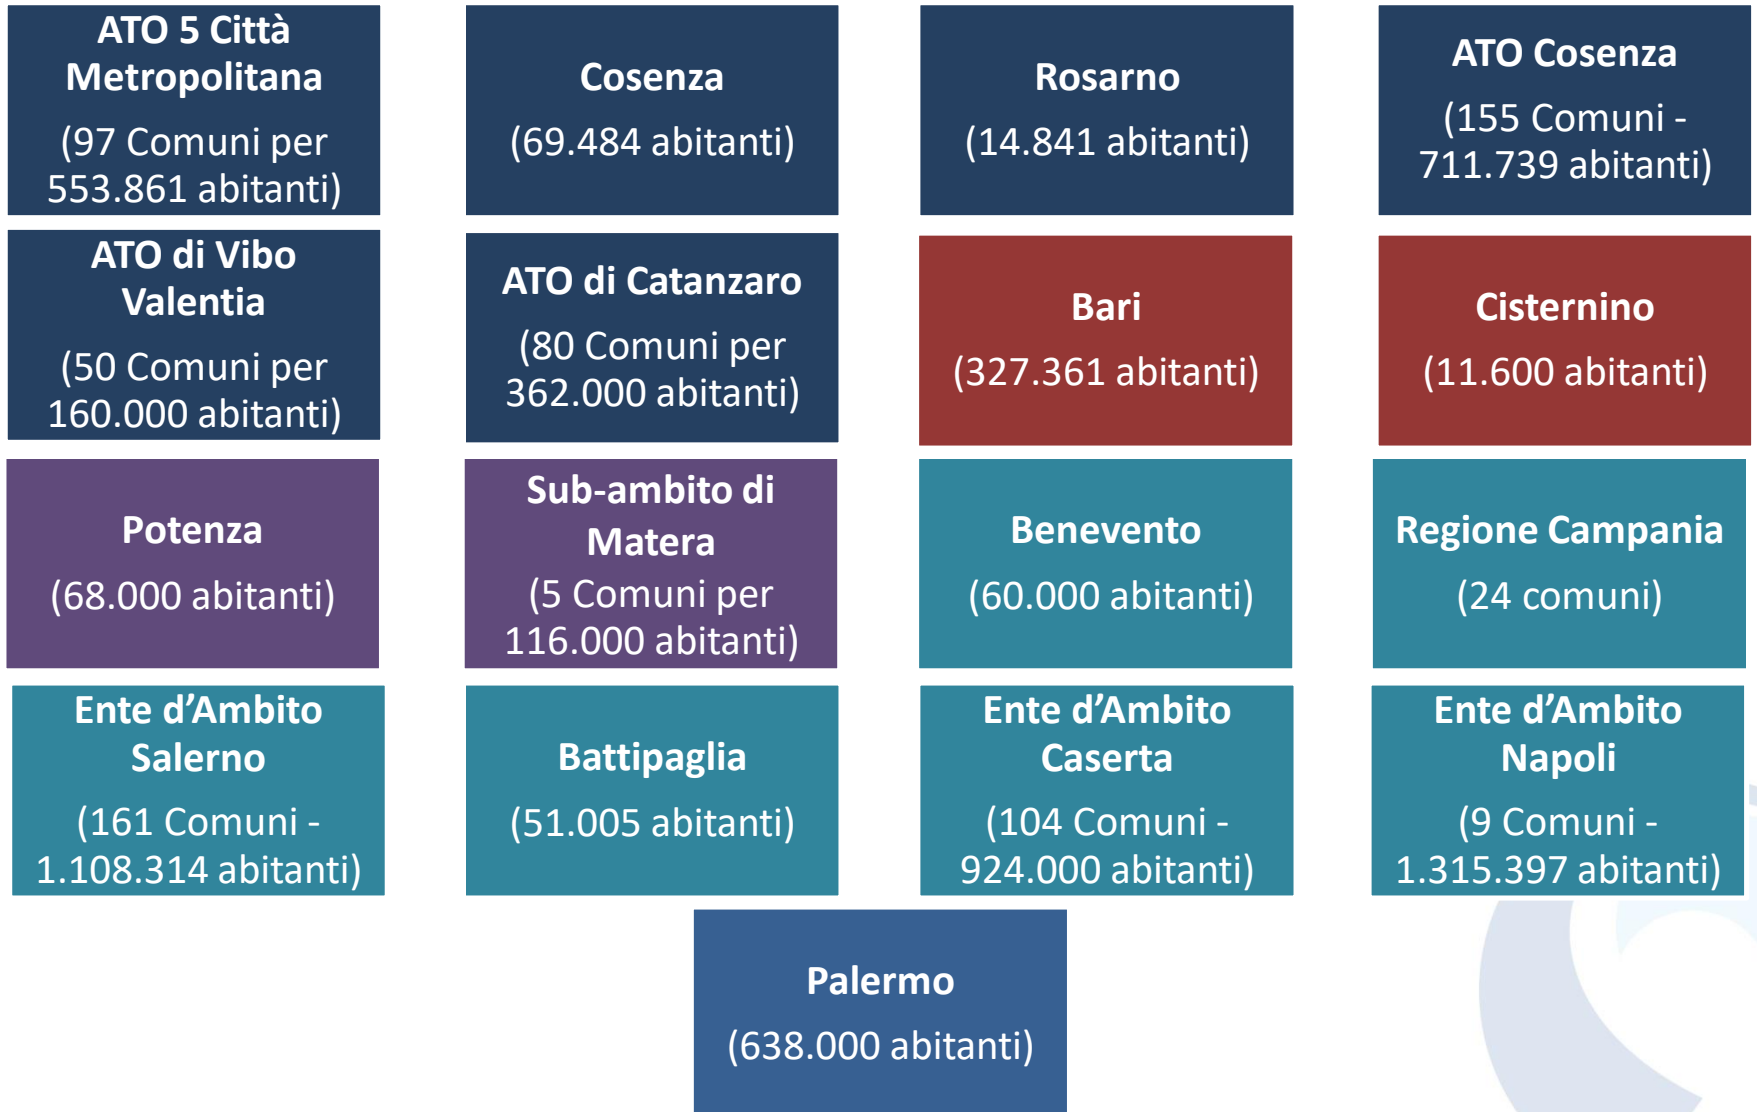 ATO 5 Città
Metropolitana
(97 Comuni per
553.861 abitanti)
Cosenza
(69.484 abitanti)
Rosarno
(14.841 abitanti)
ATO Cosenza
(155 Comuni -
711.739 abitanti)
ATO di Vibo
Valentia
(50 Comuni per
160.000 abitanti)
ATO di Catanzaro
(80 Comuni per
362.000 abitanti)
Bari
(327.361 abitanti)
Cisternino
(11.600 abitanti)
Potenza
(68.000 abitanti)
Sub-ambito di
Matera
(5 Comuni per
116.000 abitanti)
Benevento
(60.000 abitanti)
Regione Campania
(24 comuni)
Ente d’Ambito
Salerno
(161 Comuni -
1.108.314 abitanti)
Battipaglia
(51.005 abitanti)
Ente d’Ambito
Caserta
(104 Comuni -
924.000 abitanti)
Ente d’Ambito
Napoli
(9 Comuni -
1.315.397 abitanti)
Palermo
(638.000 abitanti)